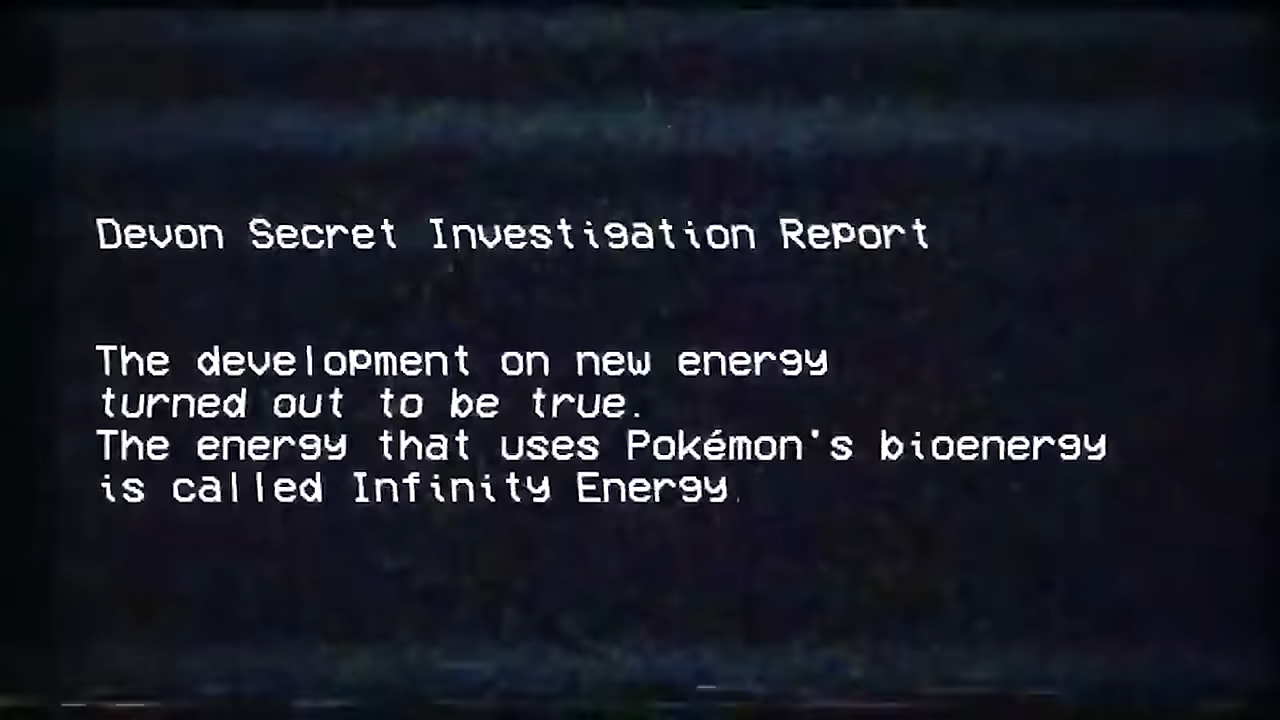 Devon Secret Investigation Report
The development on new energy
turned out to be true.
The energy that uses Pokémon's bioenergy
is called Infinity Energy.